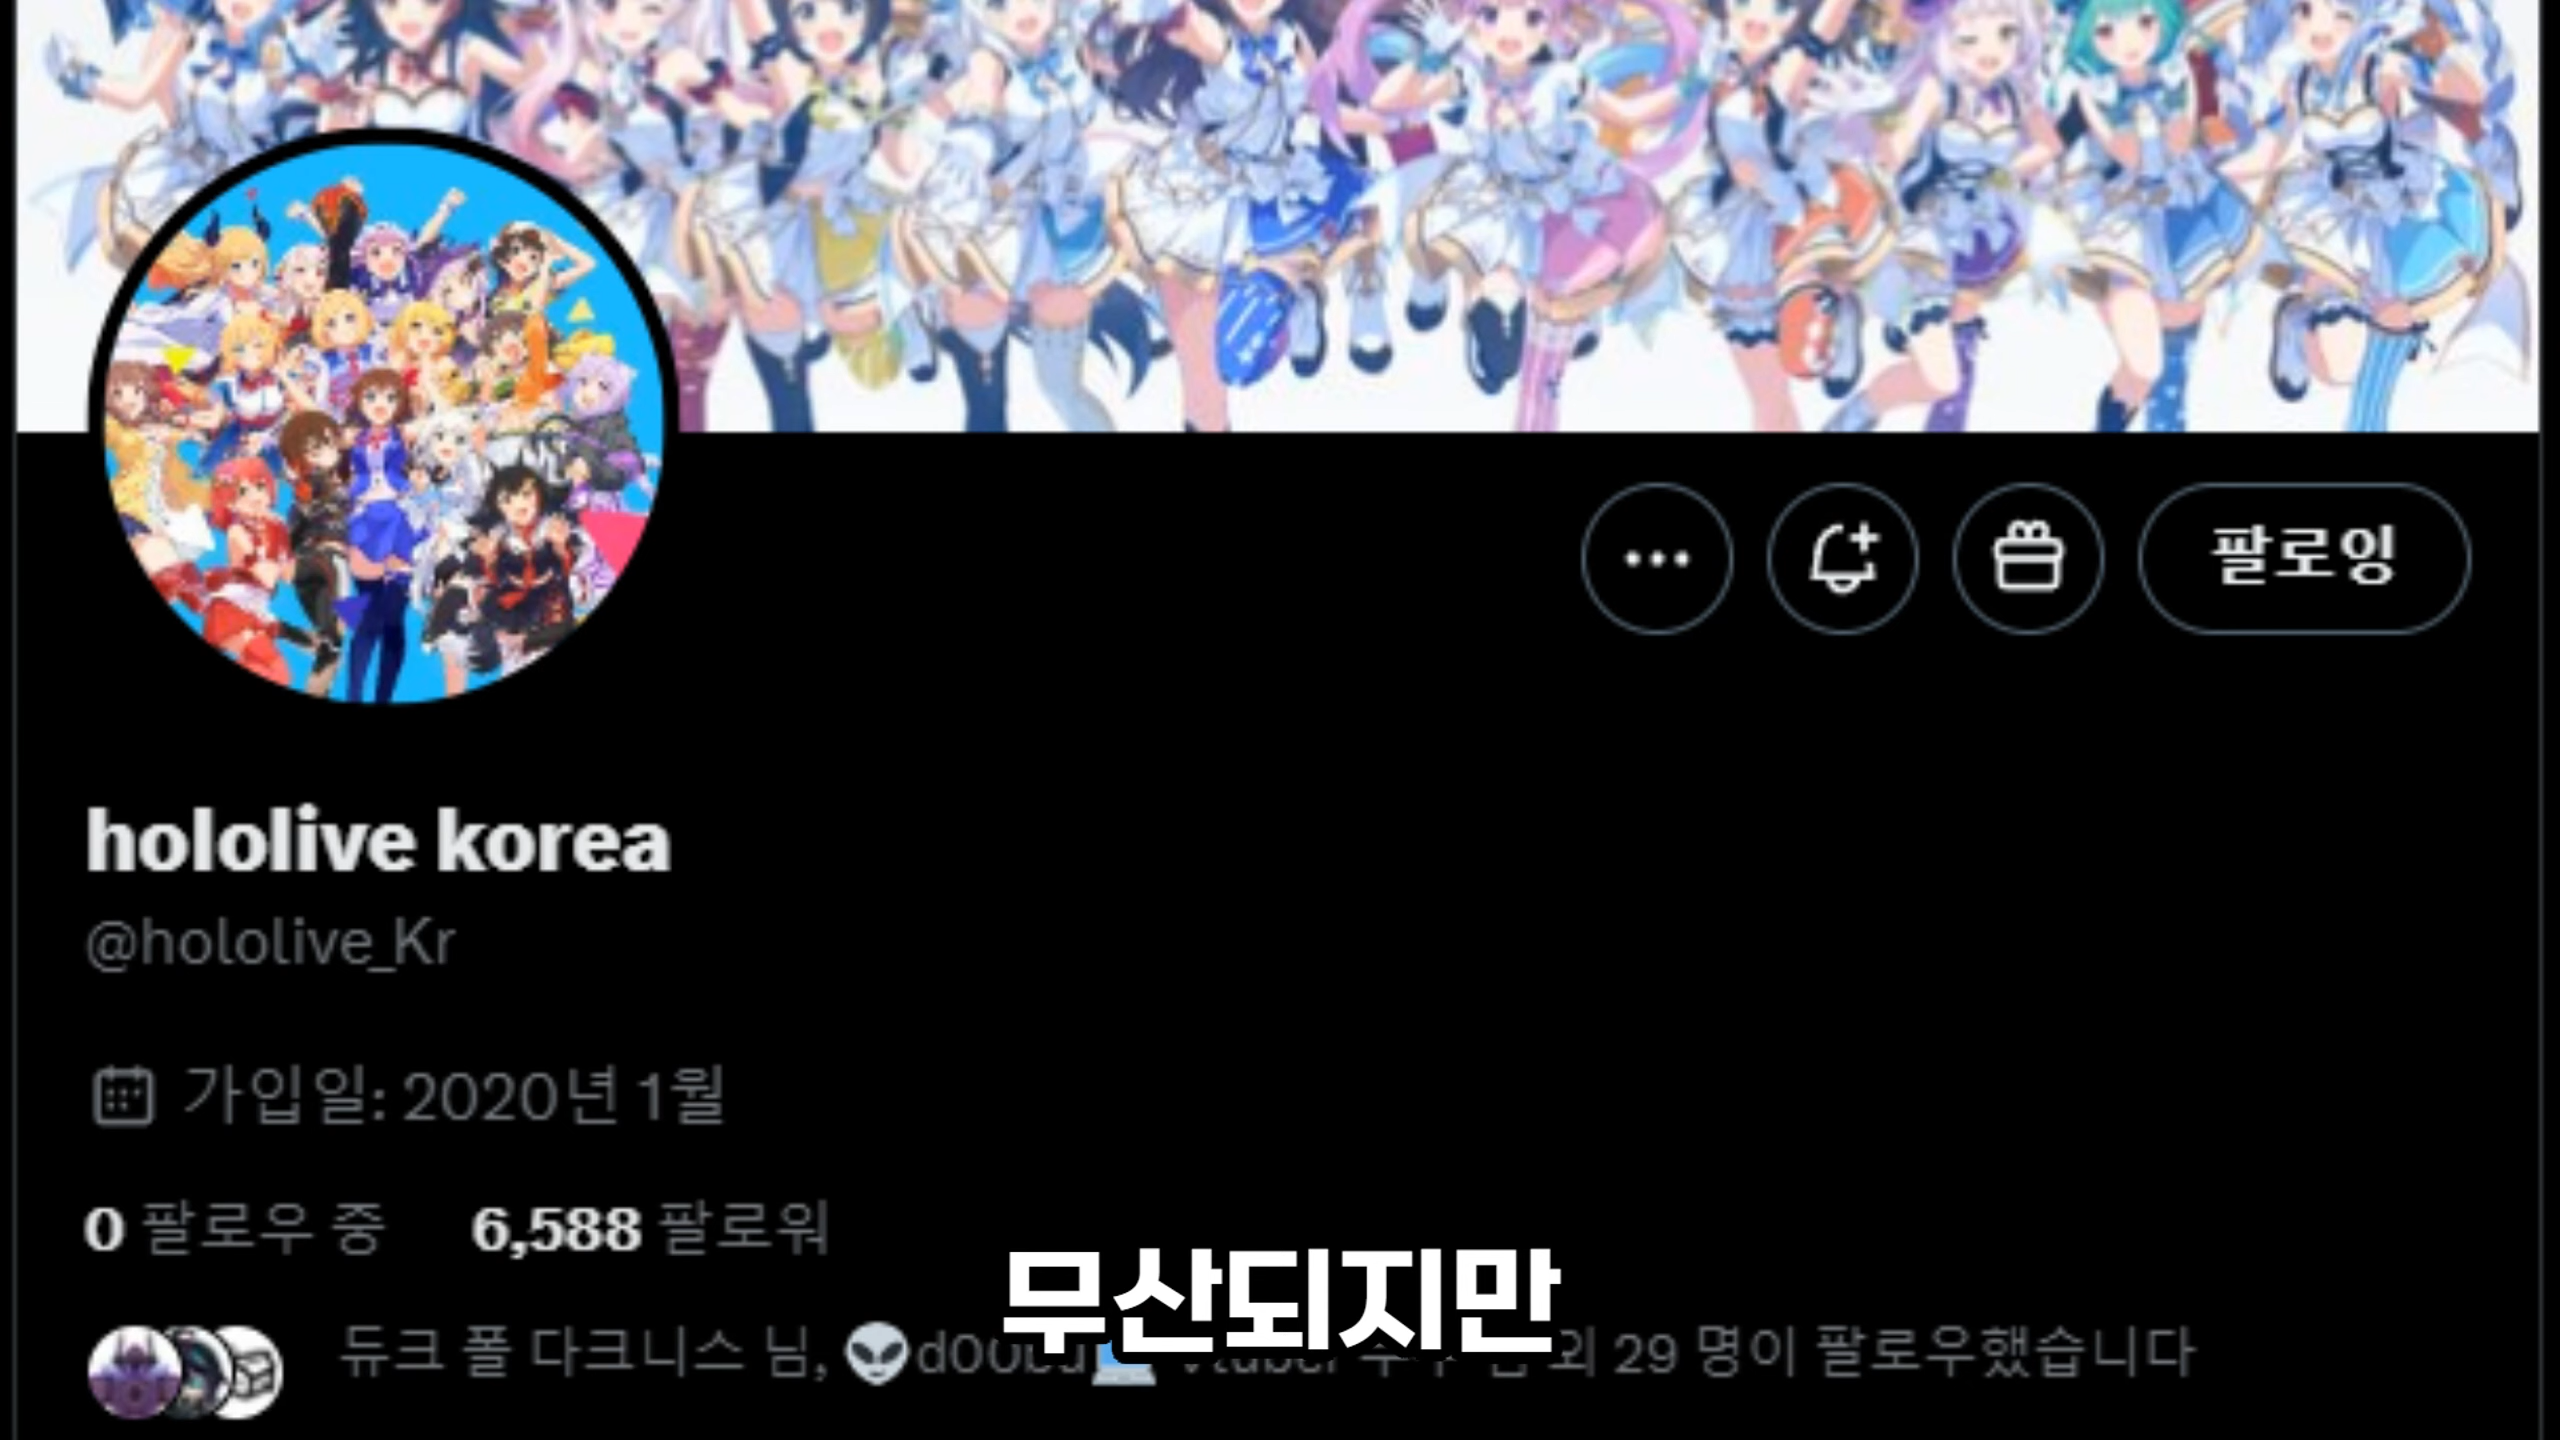 팔로잉
hololive korea
@hololive_Kr
가입일: 2020년 1월
0 팔로우 중 6,588 팔로워
무산되지만
듀크 폴 다크니스 님, 👽 외 29 명이 팔로우했습니다